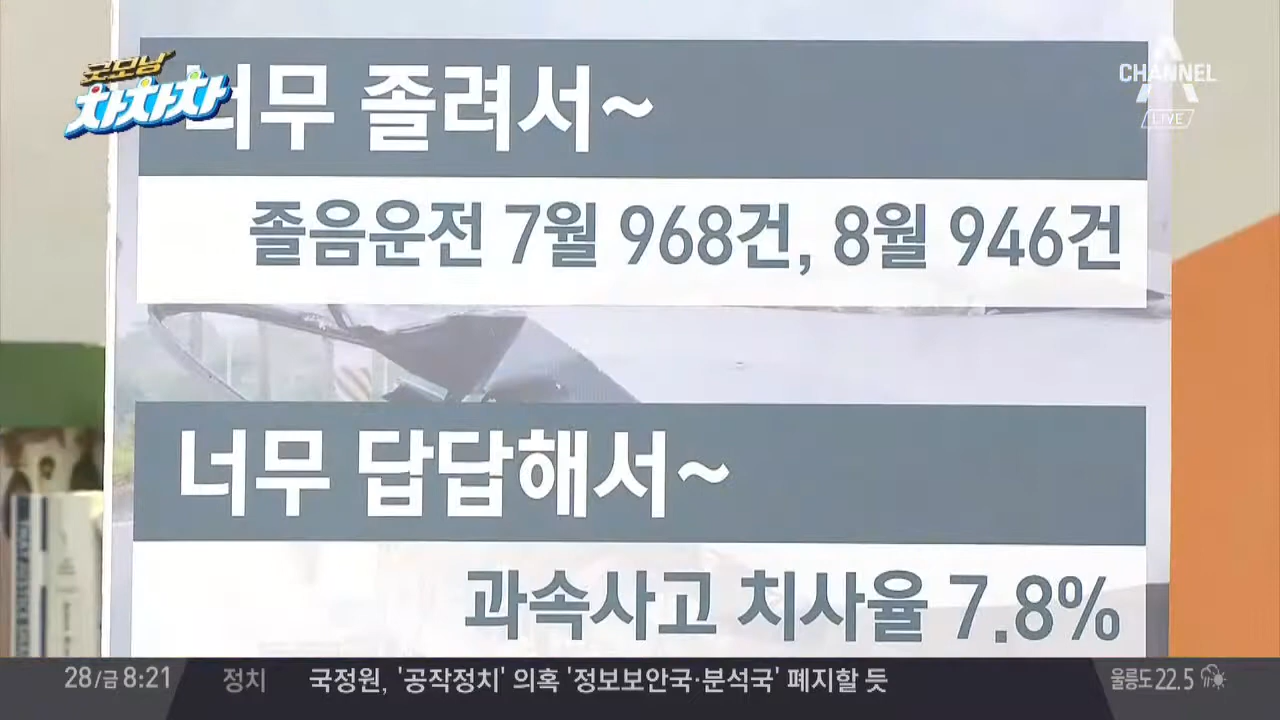 굿모닝
차차차
CHANNEL A
LIVE
너무 졸려서~
졸음운전 7월 968건, 8월 946건
너무 답답해서~
과속사고 치사율 7.8%
28/금 8:21 정치 국정원, '공작정치' 의혹 '정보보안국·분석국' 폐지할 듯 울릉도 22.5